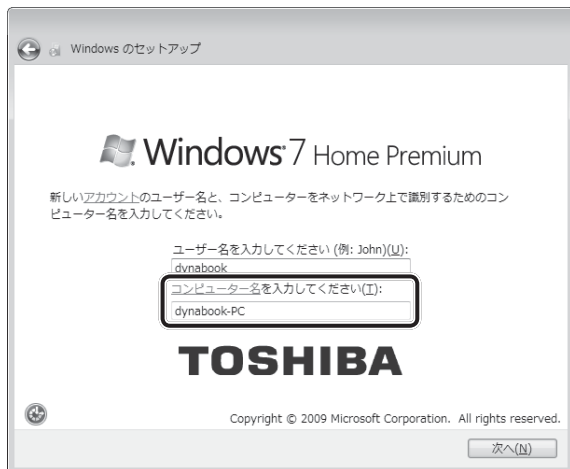 Windows のセットアップ
Windows 7 Home Premium
新しいアカウントのユーザー名と、コンピューターをネットワーク上で識別するためのコン
ピューター名を入力してください。
ユーザー名を入力してください (例: John)(U):
dynabook
コンピューター名を入力してください(T):
dynabook-PC
TOSHIBA
Copyright © 2009 Microsoft Corporation. All rights reserved.
次へ(N)